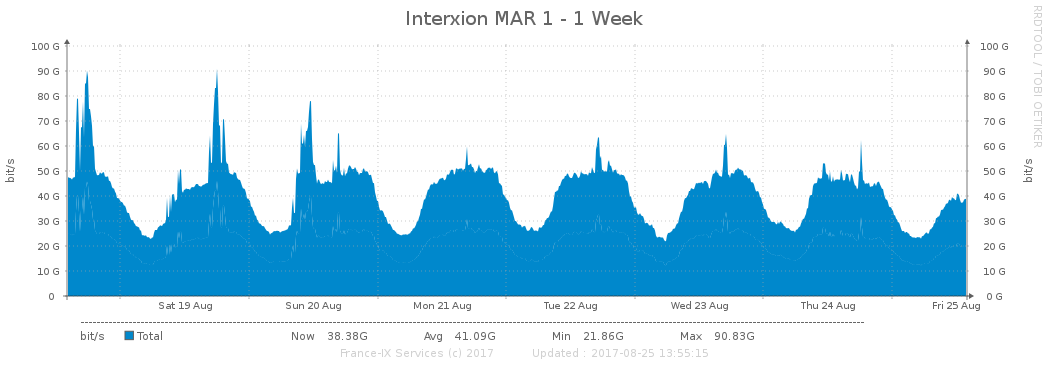 Interxion MAR 1 - 1 Week
RRDTOOL / TOBI OETIKER
bit/s
100 G 100 G
90 G 90 G
80 G 80 G
70 G 70 G
60 G 60 G
50 G 50 G
40 G 40 G
30 G 30 G
20 G 20 G
10 G 10 G
0 0 G
bit/s
Sat 19 Aug Sun 20 Aug Mon 21 Aug Tue 22 Aug Wed 23 Aug Thu 24 Aug Fri 25 Aug
bit/s Total Now 38.38G Avg 41.09G Min 21.86G Max 90.83G
France-IX Services (c) 2017 Updated : 2017-08-25 13:55:15